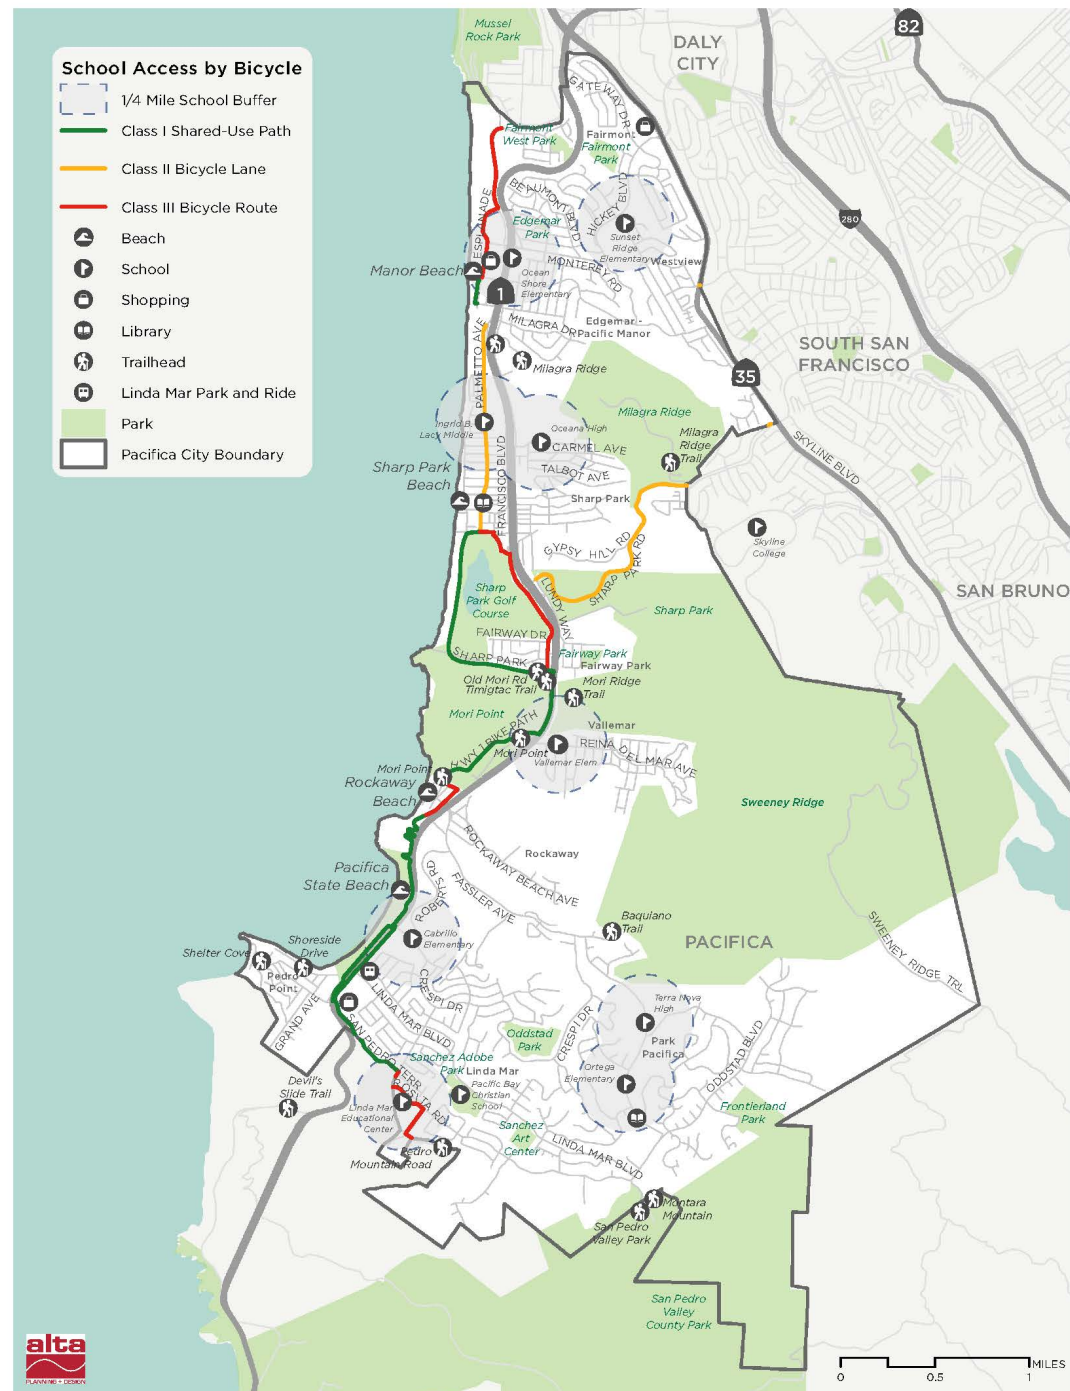 School Access by Bicycle
1/4 Mile School Buffer
Class I Shared-Use Path
Class II Bicycle Lane
Class III Bicycle Route
Beach
School
Shopping
Library
Trailhead
Linda Mar Park and Ride
Park
Pacifica City Boundary
Mussel
Rock Park
DALY
CITY
82
GATEWAY DR
Fairmont
West Park
Fairmont
Fairmont
Park
280
BEAUMONT BLVD
HICKEY BLVD
ESPLANADE
Edgemar
Park
Sunset
Ridge
Elementary
Westview
Manor Beach
MONTEREY RD
Ocean
Shore
Elementary
1
MILAGRA DR
Edgemar -
Pacific Manor
SOUTH SAN
FRANCISCO
35
PALMETTO AVE
Milagra Ridge
Milagra Ridge
Ingrid B.
Lacy Middle
Oceana High
CARMEL AVE
Milagra
Ridge
Trail
SKYLINE BLVD
FRANCISCO BLVD
TALBOT AVE
Sharp Park
Beach
Sharp Park
Skyline
College
GYPSY HILL RD
SHARP PARK RD
LUNDY WAY
SAN BRUNO
Sharp
Park Golf
Course
Sharp Park
FAIRWAY DR
SHARP PARK
Fairway Park
Fairway Park
Old Mori Rd
Timigtac Trail
Mori Ridge
Trail
Mori Point
HWY 1 BIKE PATH
Vallemar
Mori Point
REINA DEL MAR AVE
Vallemar Elem
Mori Point
Rockaway
Beach
Sweeney Ridge
Rockaway
ROCKAWAY BEACH AVE
Pacifica
State Beach
ROBERTS RD
FASSLER AVE
Baquiano
Trail
SWEENEY RIDGE TRL
PACIFICA
Cabrillo
Elementary
Shelter Cove
Shoreside
Drive
Pedro
Point
GRAND AVE
CRESPI DR
LINDA MAR BLVD
SAN PEDRO TERR
Terra Nova
High
CRESPI DR
Park
Pacifica
Oddstad
Park
ODDSTAD BLVD
Sanchez Adobe
Park
Linda Mar
Ortega
Elementary
Devil's
Slide Trail
ROSITA RD
Pacific Bay
Christian
School
Linda Mar
Educational
Center
Frontierland
Park
Sanchez
Art
Center
LINDA MAR BLVD
Pedro
Mountain Road
Montara
Mountain
San Pedro
Valley Park
San Pedro
Valley
County Park
alta
PLANNING + DESIGN
MILES
0
0.5
1